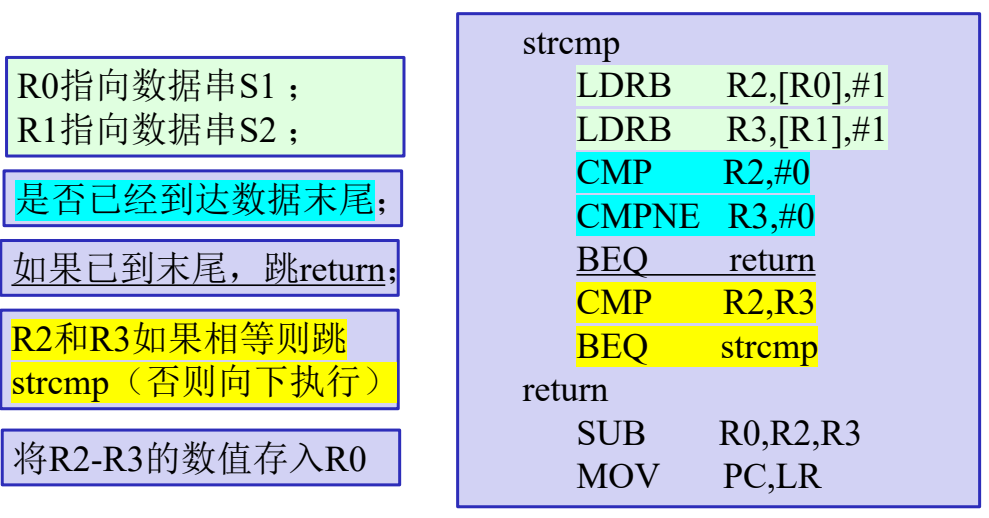 R0指向数据串S1；
R1指向数据串S2；
是否已经到达数据末尾；
如果已到末尾，跳return；
R2和R3如果相等则跳
strcmp（否则向下执行）
将R2-R3的数值存入R0
strcmp
LDRB R2,[R0],#1
LDRB R3,[R1],#1
CMP R2,#0
CMPNE R3,#0
BEQ return
CMP R2,R3
BEQ strcmp
return
SUB R0,R2,R3
MOV PC,LR